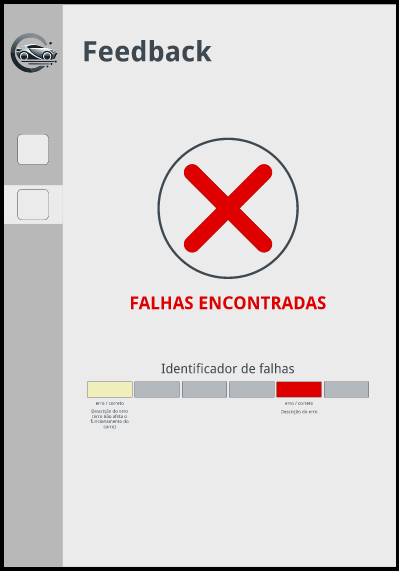 Feedback
FALHAS ENCONTRADAS
Identificador de falhas
erro / correto
Descrição do erro
(erro não afeta o
funcionamento do
carro)
erro / correto
Descrição do erro